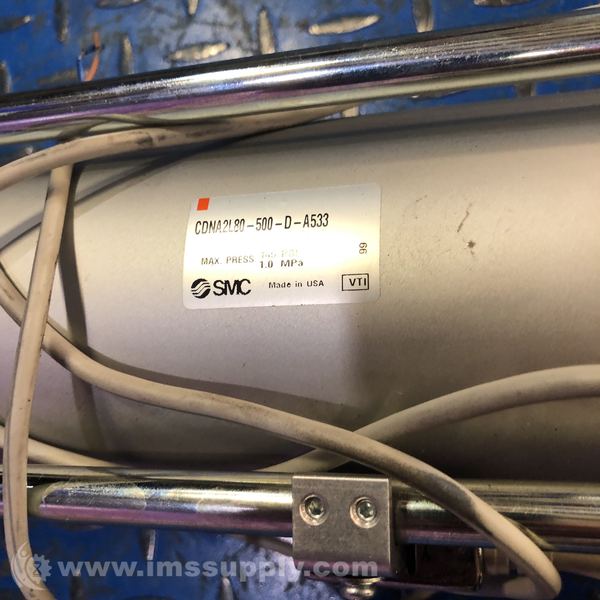 CDNA2L80-500-D-A533
MAX. PRESS
1.0 MPa
99
SMC
Made in USA
VTI
www.imssupply.com